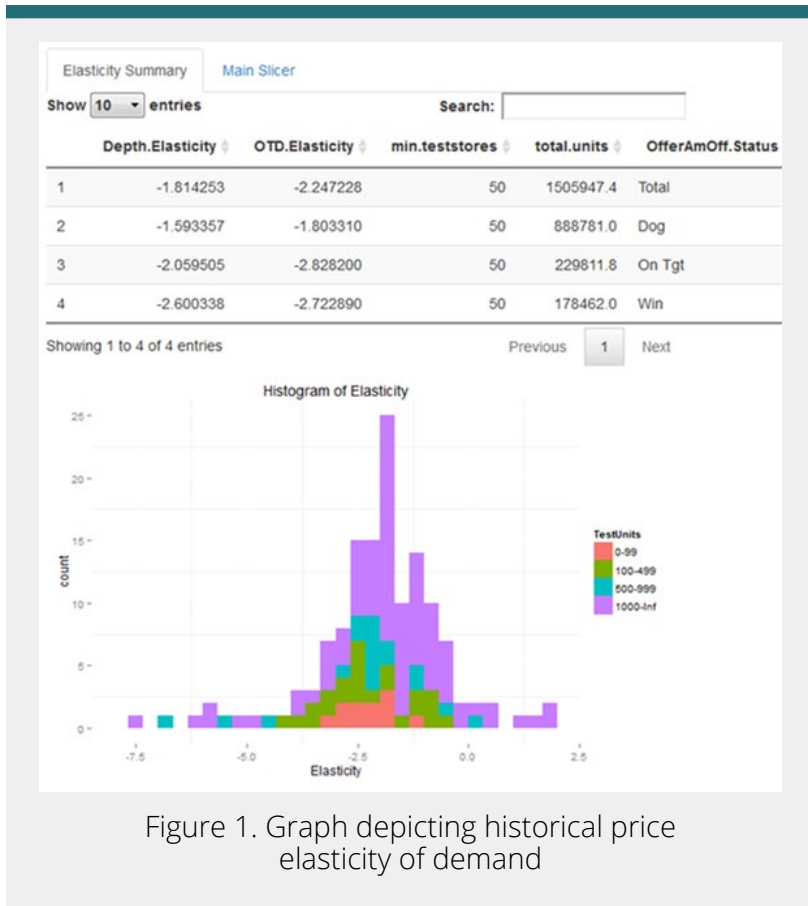 Elasticity Summary Main Slicer
Show 10 entries Search:
Depth.Elasticity OTD.Elasticity min.teststores total.units OfferAmOff.Status
1 -1.814253 -2.247228 50 1505947.4 Total
2 -1.593357 -1.803310 50 888781.0 Dog
3 -2.059505 -2.828200 50 229811.8 On Tgt
4 -2.600338 -2.722890 50 178462.0 Win
Showing 1 to 4 of 4 entries Previous 1 Next
Histogram of Elasticity
25
20
15
10
5
0
count
-7.5 -5.0 -2.5 0.0 2.5
Elasticity
TestUnits
0-99
100-499
500-999
1000-Inf
Figure 1. Graph depicting historical price
elasticity of demand